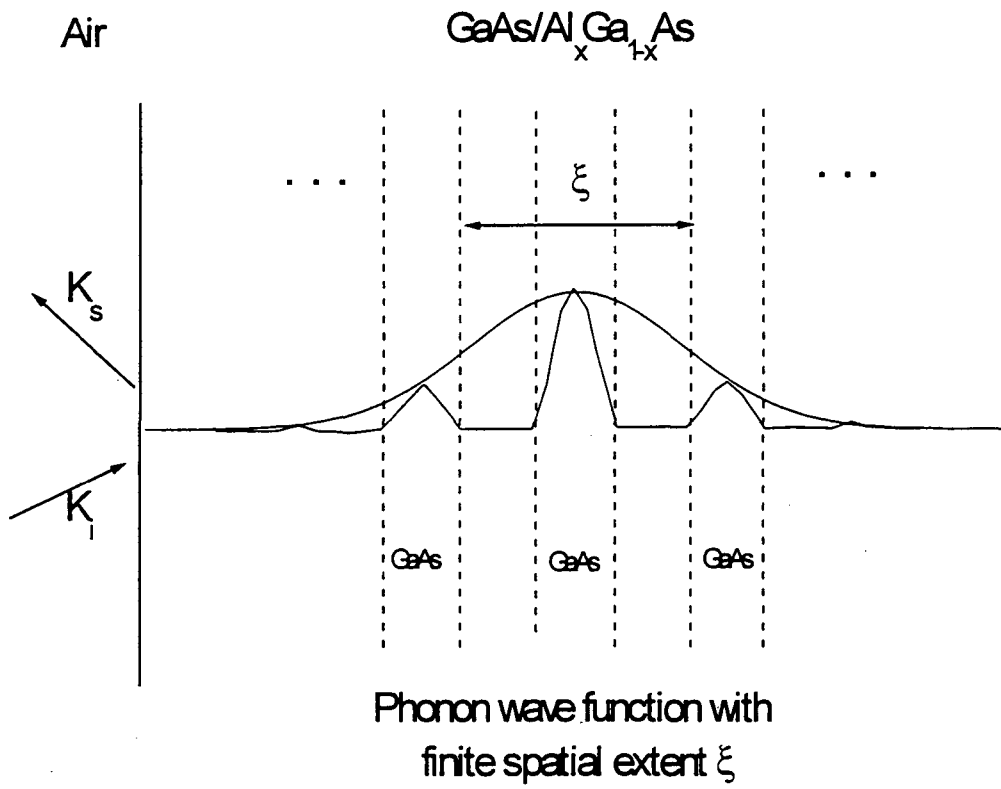 Air
GaAs/AlₓGa₁₋ₓAs
. . .
. . .
ξ
Kₛ
Kᵢ
GaAs
GaAs
GaAs
Phonon wave function with
finite spatial extent ξ